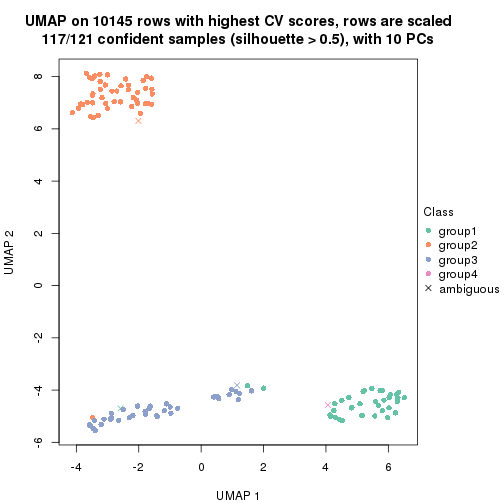 UMAP on 10145 rows with highest CV scores, rows are scaled
117/121 confident samples (silhouette > 0.5), with 10 PCs
8
6
4
2
0
-2
-4
-6
UMAP 2
-4 -2 0 2 4 6
UMAP 1
Class
group1
group2
group3
group4
ambiguous